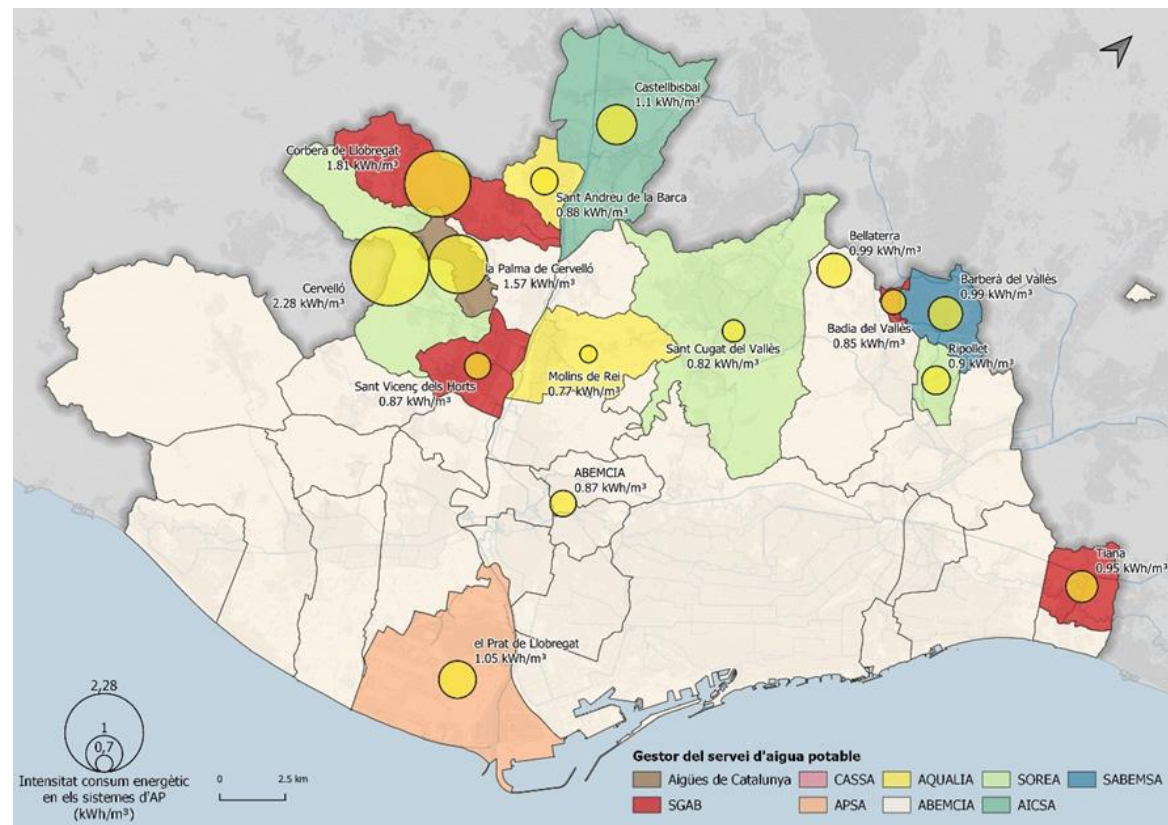 Castellbisbal
1.1 kWh/m³
Corbera de Llobregat
1.81 kWh/m³
Sant Andreu de la Barca
0.88 kWh/m³
Bellaterra
0.99 kWh/m³
la Palma de Cervelló
1.57 kWh/m³
Cervelló
2.28 kWh/m³
Barberà del Vallès
0.99 kWh/m³
Badia del Vallès
0.85 kWh/m³
Sant Cugat del Vallès
0.82 kWh/m³
Ripollet
0.9 kWh/m³
Molins de Rei
0.77 kWh/m³
Sant Vicenç dels Horts
0.87 kWh/m³
ABEMCIA
0.87 kWh/m³
Tiana
0.95 kWh/m³
el Prat de Llobregat
1.05 kWh/m³
2,28
1
0,7
Intensitat consum energètic
en els sistemes d'AP
(kWh/m³)
0 2.5 km
Gestor del servei d'aigua potable
Aigües de Catalunya CASSA AQUALIA SOREA SABEMSA
SGAB APSA ABEMCIA AICSA